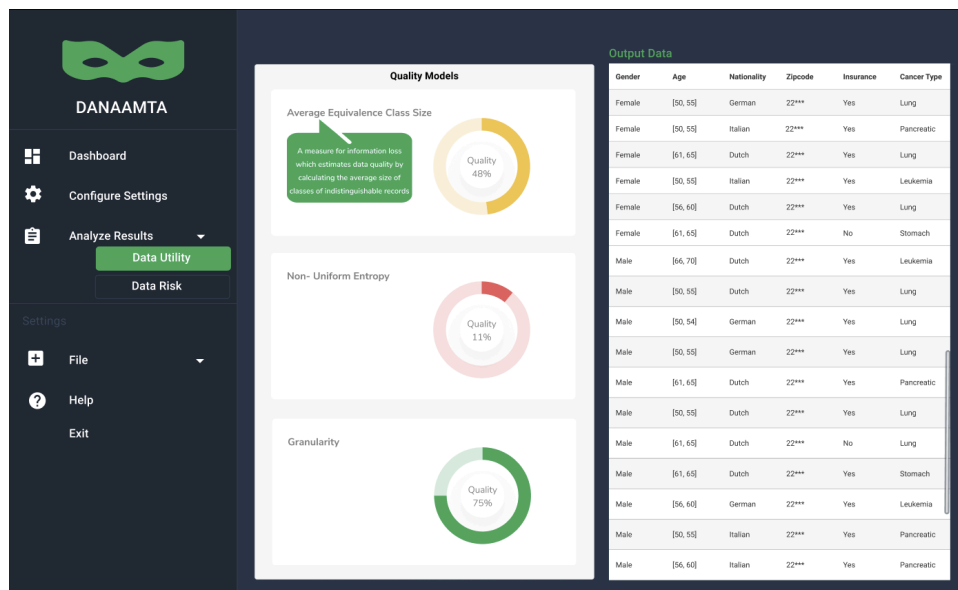 DANAAMTA
Dashboard
Configure Settings
Analyze Results
Data Utility
Data Risk
Settings
File
Help
Exit
Quality Models
Average Equivalence Class Size
A measure for information loss
which estimates data quality by
calculating the average size of
classes of indistinguishable records
Quality
48%
Non- Uniform Entropy
Quality
11%
Granularity
Quality
75%
Output Data
Gender Age Nationality Zipcode Insurance Cancer Type
Female [50, 55] German 22*** Yes Lung
Female [50, 55] Italian 22*** Yes Pancreatic
Female [61, 65] Dutch 22*** Yes Lung
Female [50, 55] Italian 22*** Yes Leukemia
Female [56, 60] Dutch 22*** Yes Lung
Female [61, 65] Dutch 22*** No Stomach
Male [66, 70] Dutch 22*** Yes Leukemia
Male [50, 55] Dutch 22*** Yes Lung
Male [50, 54] German 22*** Yes Lung
Male [50, 55] German 22*** Yes Lung
Male [61, 65] Dutch 22*** Yes Pancreatic
Male [50, 55] Dutch 22*** Yes Lung
Male [61, 65] Dutch 22*** No Lung
Male [61, 65] Dutch 22*** Yes Stomach
Male [56, 60] German 22*** Yes Leukemia
Male [50, 55] Italian 22*** Yes Pancreatic
Male [56, 60] Italian 22*** Yes Pancreatic